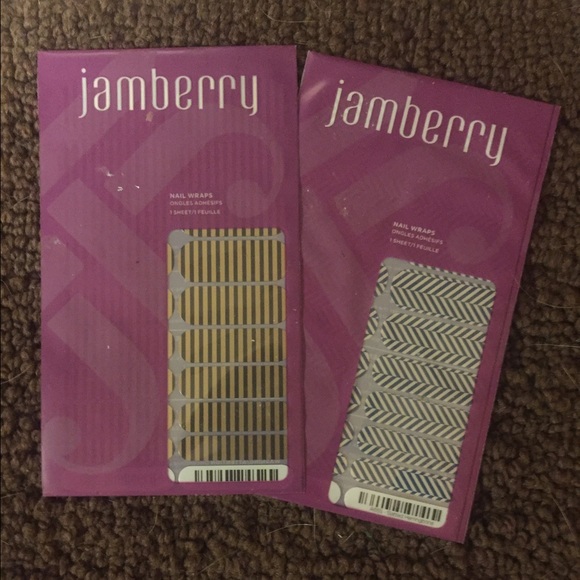 jamberry
NAIL WRAPS
ONGLES ADHÉSIFS
1 SHEET/1 FEUILLE
jamberry
NAIL WRAPS
ONGLES ADHÉSIFS
1 SHEET/1 FEUILLE